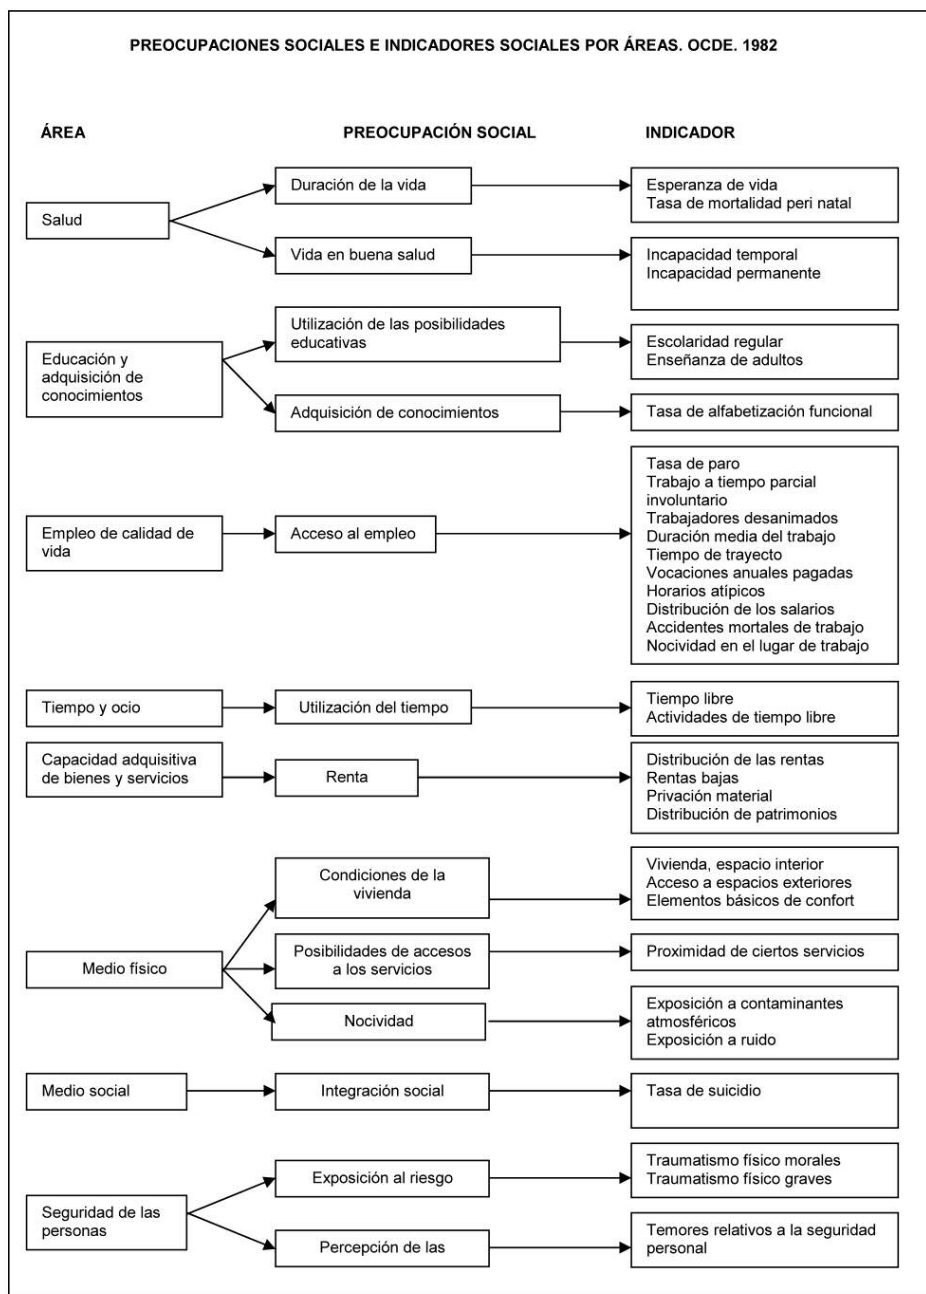 PREOCUPACIONES SOCIALES E INDICADORES SOCIALES POR ÁREAS. OCDE. 1982
ÁREA
PREOCUPACIÓN SOCIAL
INDICADOR
Salud
Duración de la vida
Esperanza de vida
Tasa de mortalidad peri natal
Vida en buena salud
Incapacidad temporal
Incapacidad permanente
Educación y
adquisición de
conocimientos
Utilización de las posibilidades
educativas
Escolaridad regular
Enseñanza de adultos
Adquisición de conocimientos
Tasa de alfabetización funcional
Empleo de calidad de
vida
Acceso al empleo
Tasa de paro
Trabajo a tiempo parcial
involuntario
Trabajadores desanimados
Duración media del trabajo
Tiempo de trayecto
Vocaciones anuales pagadas
Horarios atípicos
Distribución de los salarios
Accidentes mortales de trabajo
Nocividad en el lugar de trabajo
Tiempo y ocio
Utilización del tiempo
Tiempo libre
Actividades de tiempo libre
Capacidad adquisitiva
de bienes y servicios
Renta
Distribución de las rentas
Rentas bajas
Privación material
Distribución de patrimonios
Medio físico
Condiciones de la
vivienda
Vivienda, espacio interior
Acceso a espacios exteriores
Elementos básicos de confort
Posibilidades de accesos
a los servicios
Proximidad de ciertos servicios
Nocividad
Exposición a contaminantes
atmosféricos
Exposición a ruido
Medio social
Integración social
Tasa de suicidio
Seguridad de las
personas
Exposición al riesgo
Traumatismo físico morales
Traumatismo físico graves
Percepción de las
Temores relativos a la seguridad
personal